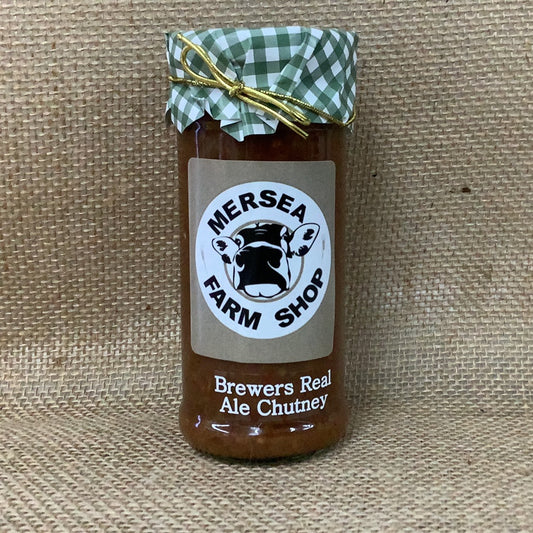 MERSEA
FARM SHOP
Brewers Real
Ale Chutney